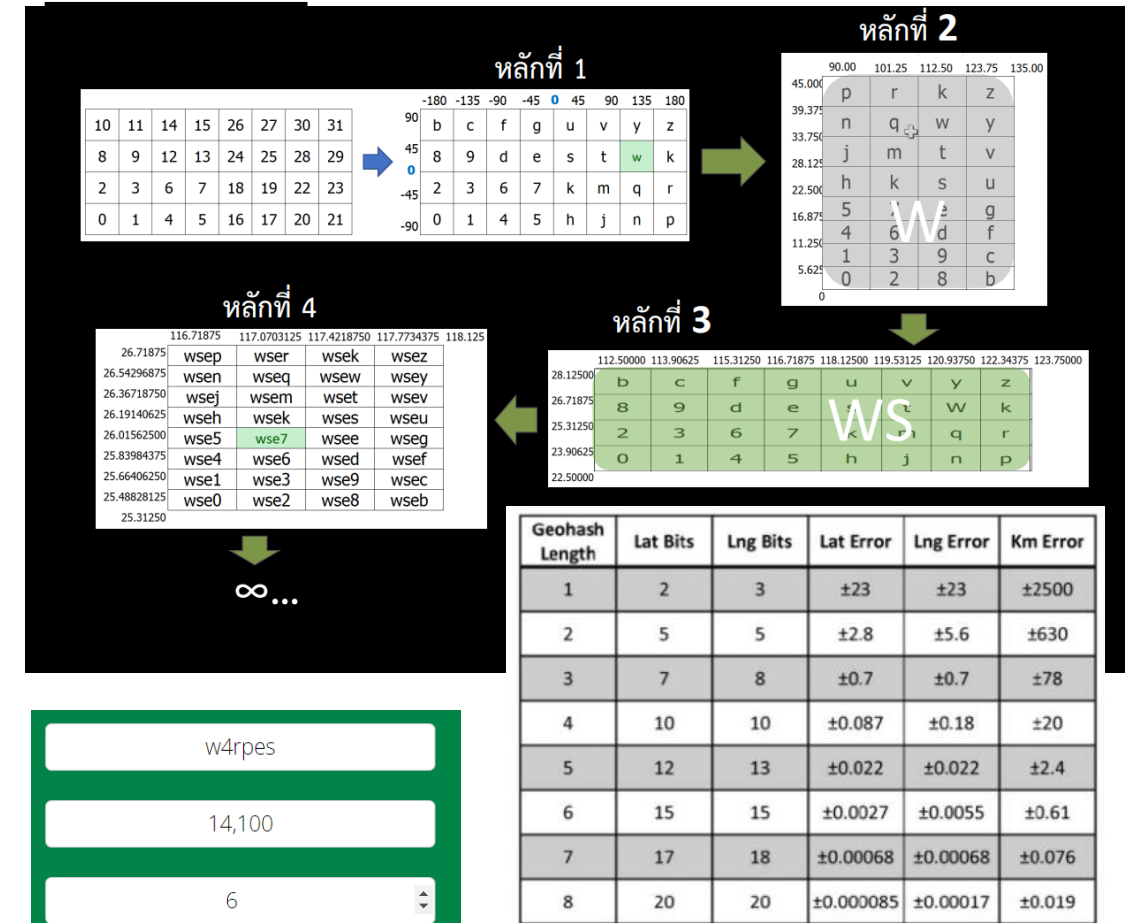 หลักที่ 1
-180 -135 -90 -45 0 45 90 135 180
10 11 14 15 26 27 30 31
8 9 12 13 24 25 28 29
2 3 6 7 18 19 22 23
0 1 4 5 16 17 20 21
90 b c f g u v y z
45 8 9 d e s t w k
0
-45 2 3 6 7 k m q r
-90 0 1 4 5 h j n p
หลักที่ 2
90.00 101.25 112.50 123.75 135.00
45.000
p r k z
39.375
n q w y
33.750
j m t v
28.125
h k s u
22.500
5 7 e g
16.875
4 6 d f
11.250
1 3 9 c
5.625
0 2 8 b
0
W
หลักที่ 3
112.50000 113.90625 115.31250 116.71875 118.12500 119.53125 120.93750 122.34375 123.75000
28.12500
b c f g u v y z
26.71875
8 9 d e s t W k
25.31250
2 3 6 7 k m q r
23.90625
0 1 4 5 h j n p
22.50000
WS
หลักที่ 4
116.71875 117.0703125 117.4218750 117.7734375 118.125
26.71875
wsep wser wsek wsez
26.54296875
wsen wseq wsew wsey
26.36718750
wsej wsem wset wsev
26.19140625
wseh wsek wses wseu
26.01562500
wse5 wse7 wsee wseg
25.83984375
wse4 wse6 wsed wsef
25.66406250
wse1 wse3 wse9 wsec
25.48828125
wse0 wse2 wse8 wseb
25.31250
∞...
Geohash Length Lat Bits Lng Bits Lat Error Lng Error Km Error
1 2 3 ±23 ±23 ±2500
2 5 5 ±2.8 ±5.6 ±630
3 7 8 ±0.7 ±0.7 ±78
4 10 10 ±0.087 ±0.18 ±20
5 12 13 ±0.022 ±0.022 ±2.4
6 15 15 ±0.0027 ±0.0055 ±0.61
7 17 18 ±0.00068 ±0.00068 ±0.076
8 20 20 ±0.000085 ±0.00017 ±0.019
w4rpes
14,100
6